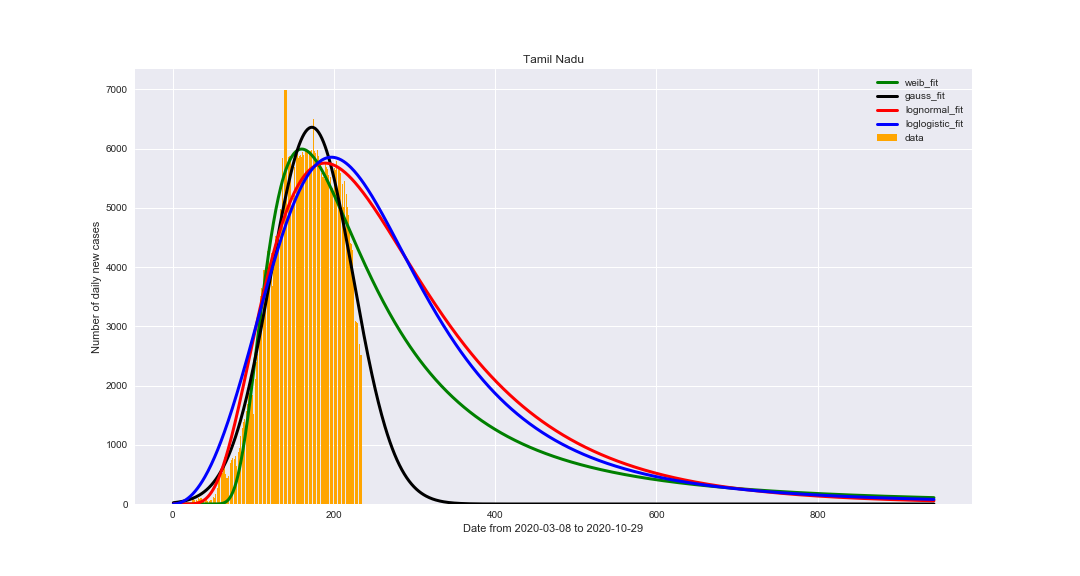 Tamil Nadu
weib_fit
gauss_fit
lognormal_fit
loglogistic_fit
data
Number of daily new cases
7000
6000
5000
4000
3000
2000
1000
0
0
200
400
600
800
Date from 2020-03-08 to 2020-10-29